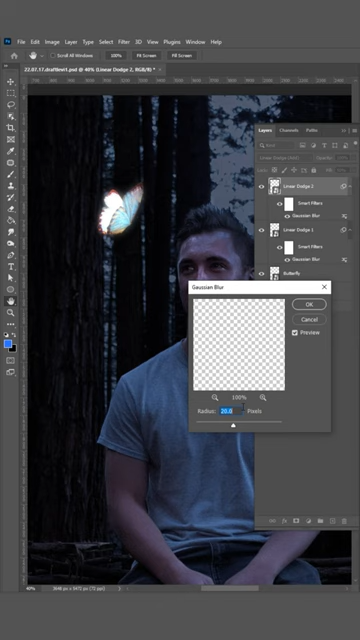 Ps File Edit Image Layer Type Select Filter 3D View Plugins Window Help
Scroll All Windows 100% Fit Screen Fill Screen
22.07.17.draftfirst.psd @ 40% (Linear Dodge 2, RGB/8) *
Layers Channels Paths
Linear Dodge 2
Smart Filters
Gaussian Blur
Linear Dodge 1
Smart Filters
Gaussian Blur
Butterfly
Gaussian Blur
OK
Cancel
Preview
100%
Radius: 20.0 Pixels
40%